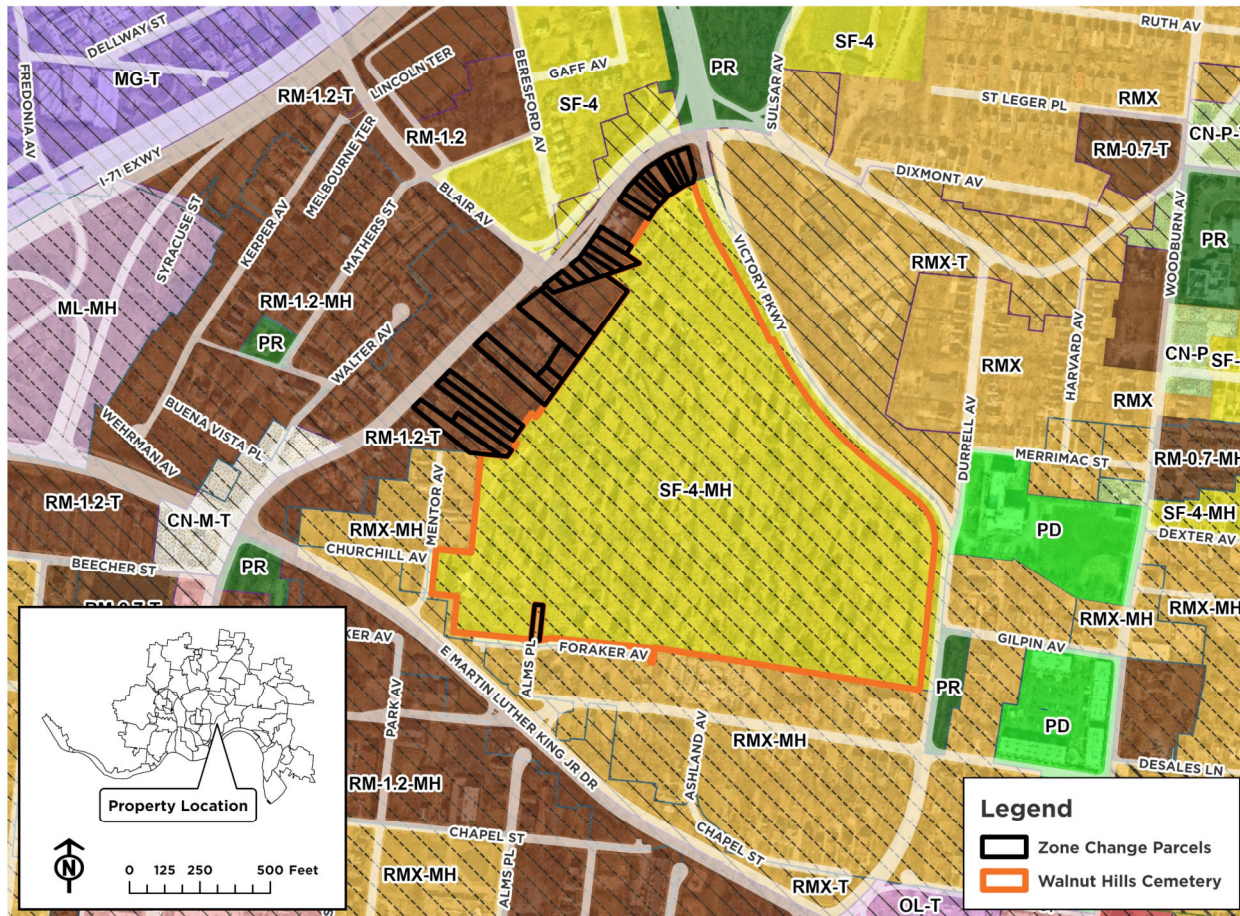 DELLWAY ST
MG-T
FREDONIA AV
RM-1.2-T
LINCOLN TER
BERESFORD AV
GAFF AV
SF-4
PR
SULSAR AV
SF-4
RUTH AV
ST LEGER PL
RMX
CN-P-T
RM-0.7-T
RM-1.2
I-71 EXWY
MELBOURNE TER
KERPER AV
MATHERS ST
BLAIR AV
SYRACUSE ST
DIXMONT AV
WOODBURN AV
PR
VICTORY PKWY
RMX-T
ML-MH
RM-1.2-MH
PR
WALTER AV
HARVARD AV
RMX
CN-P
SF-
RMX
BUENA VISTA PL
WEHRMAN AV
RM-1.2-T
DURRELL AV
MERRIMAC ST
RM-0.7-MH
RM-1.2-T
CN-M-T
RMX-MH
MENTOR AV
SF-4-MH
PD
SF-4-MH
DEXTER AV
CHURCHILL AV
BEECHER ST
PR
RMX-MH
RMX-MH
GILPIN AV
ALMS PL
FORAKER AV
E MARTIN LUTHER KING JR DR
PARK AV
PR
PD
RMX-MH
ASHLAND AV
DESALES LN
RM-1.2-MH
CHAPEL ST
CHAPEL ST
ALMS PL
RMX-MH
RMX-T
OL-T
Property Location
N
0 125 250 500 Feet
Legend
Zone Change Parcels
Walnut Hills Cemetery